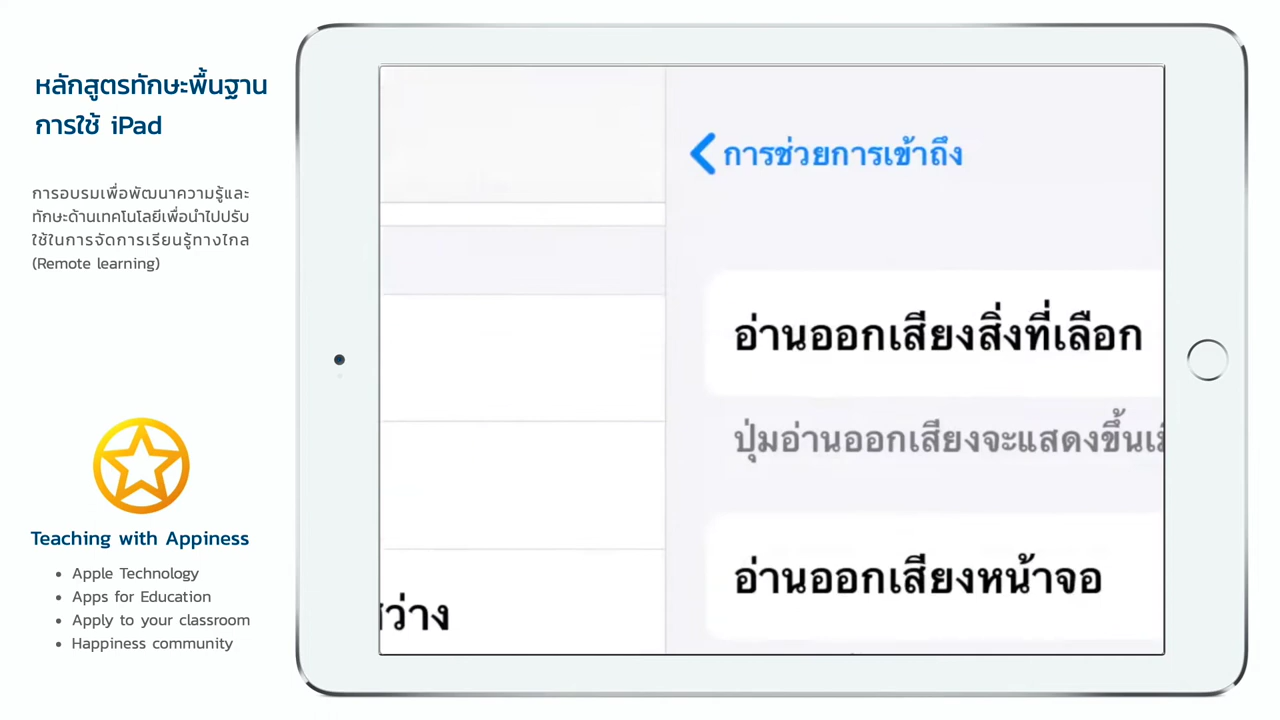 หลักสูตรทักษะพื้นฐาน
การใช้ iPad
การอบรมเพื่อพัฒนาความรู้และ
ทักษะด้านเทคโนโลยีเพื่อนำไปปรับ
ใช้ในการจัดการเรียนรู้ทางไกล
(Remote learning)
Teaching with Appiness
• Apple Technology
• Apps for Education
• Apply to your classroom
• Happiness community
การช่วยการเข้าถึง
อ่านออกเสียงสิ่งที่เลือก
ปุ่มอ่านออกเสียงจะแสดงขึ้น
อ่านออกเสียงหน้าจอ